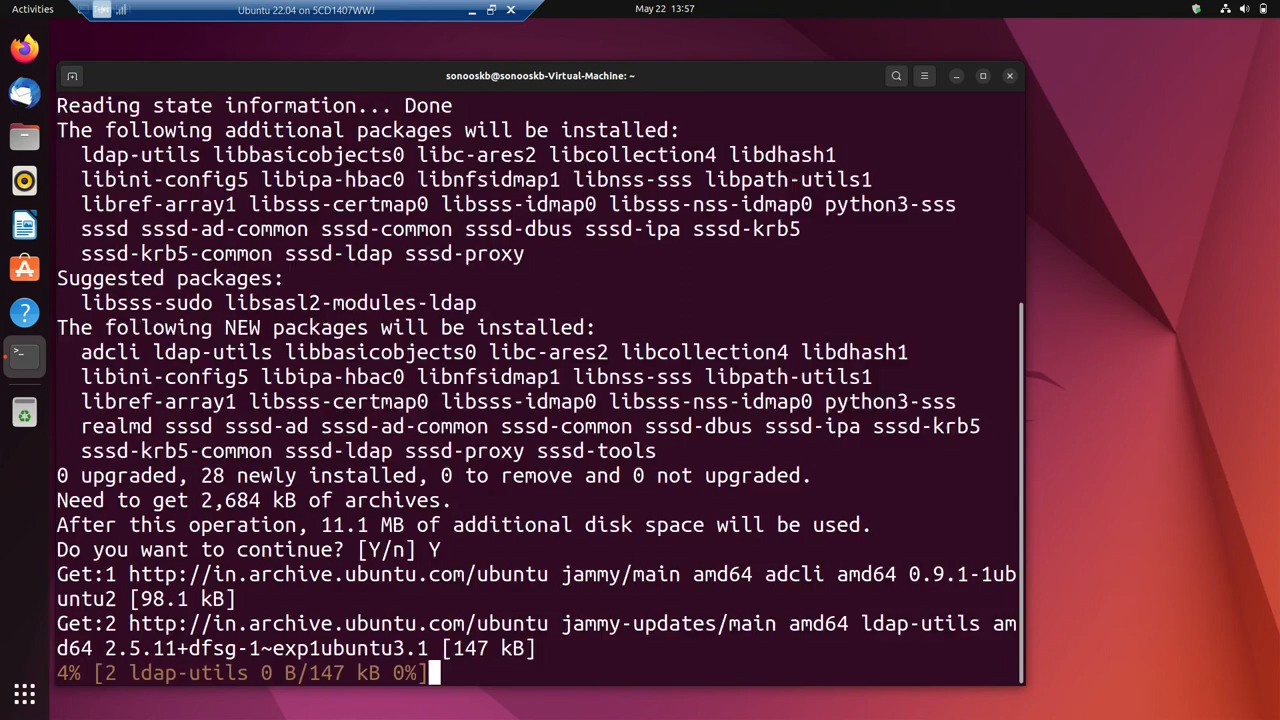 Activities
Ubuntu 22.04 on 5CD1407WWJ
May 22 13:57
sonooskb@sonooskb-Virtual-Machine: ~
Reading state information... Done
The following additional packages will be installed:
ldap-utils libbasicobjects0 libc-ares2 libcollection4 libdhash1
libini-config5 libipa-hbac0 libnfsidmap1 libnss-sss libpath-utils1
libref-array1 libsss-certmap0 libsss-idmap0 libsss-nss-idmap0 python3-sss
sssd sssd-ad-common sssd-common sssd-dbus sssd-ipa sssd-krb5
sssd-krb5-common sssd-ldap sssd-proxy
Suggested packages:
libsss-sudo libsasl2-modules-ldap
The following NEW packages will be installed:
adcli ldap-utils libbasicobjects0 libc-ares2 libcollection4 libdhash1
libini-config5 libipa-hbac0 libnfsidmap1 libnss-sss libpath-utils1
libref-array1 libsss-certmap0 libsss-idmap0 libsss-nss-idmap0 python3-sss
realmd sssd sssd-ad sssd-ad-common sssd-common sssd-dbus sssd-ipa sssd-krb5
sssd-krb5-common sssd-ldap sssd-proxy sssd-tools
0 upgraded, 28 newly installed, 0 to remove and 0 not upgraded.
Need to get 2,684 kB of archives.
After this operation, 11.1 MB of additional disk space will be used.
Do you want to continue? [Y/n] Y
Get:1 http://in.archive.ubuntu.com/ubuntu jammy/main amd64 adcli amd64 0.9.1-1ub
untu2 [98.1 kB]
Get:2 http://in.archive.ubuntu.com/ubuntu jammy-updates/main amd64 ldap-utils am
d64 2.5.11+dfsg-1~exp1ubuntu3.1 [147 kB]
4% [2 ldap-utils 0 B/147 kB 0%]